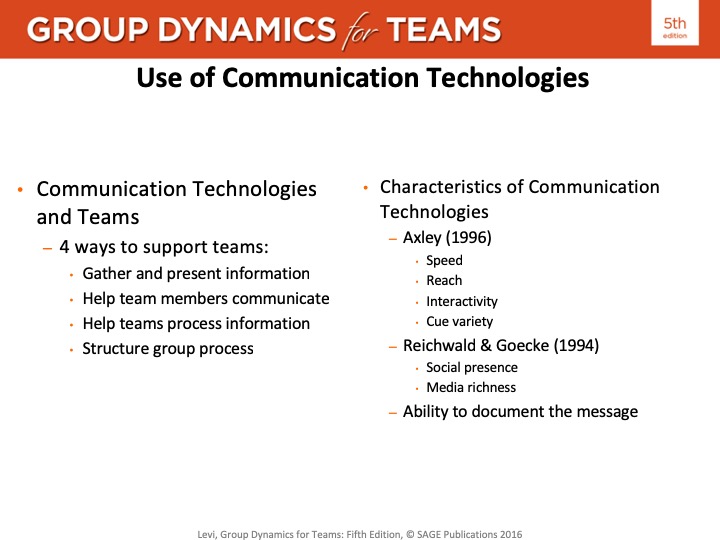 GROUP DYNAMICS for TEAMS
5th
edition
Use of Communication Technologies
• Communication Technologies
and Teams
– 4 ways to support teams:
• Gather and present information
• Help team members communicate
• Help teams process information
• Structure group process
• Characteristics of Communication
Technologies
– Axley (1996)
• Speed
• Reach
• Interactivity
• Cue variety
– Reichwald & Goecke (1994)
• Social presence
• Media richness
– Ability to document the message
Levi, Group Dynamics for Teams: Fifth Edition, © SAGE Publications 2016